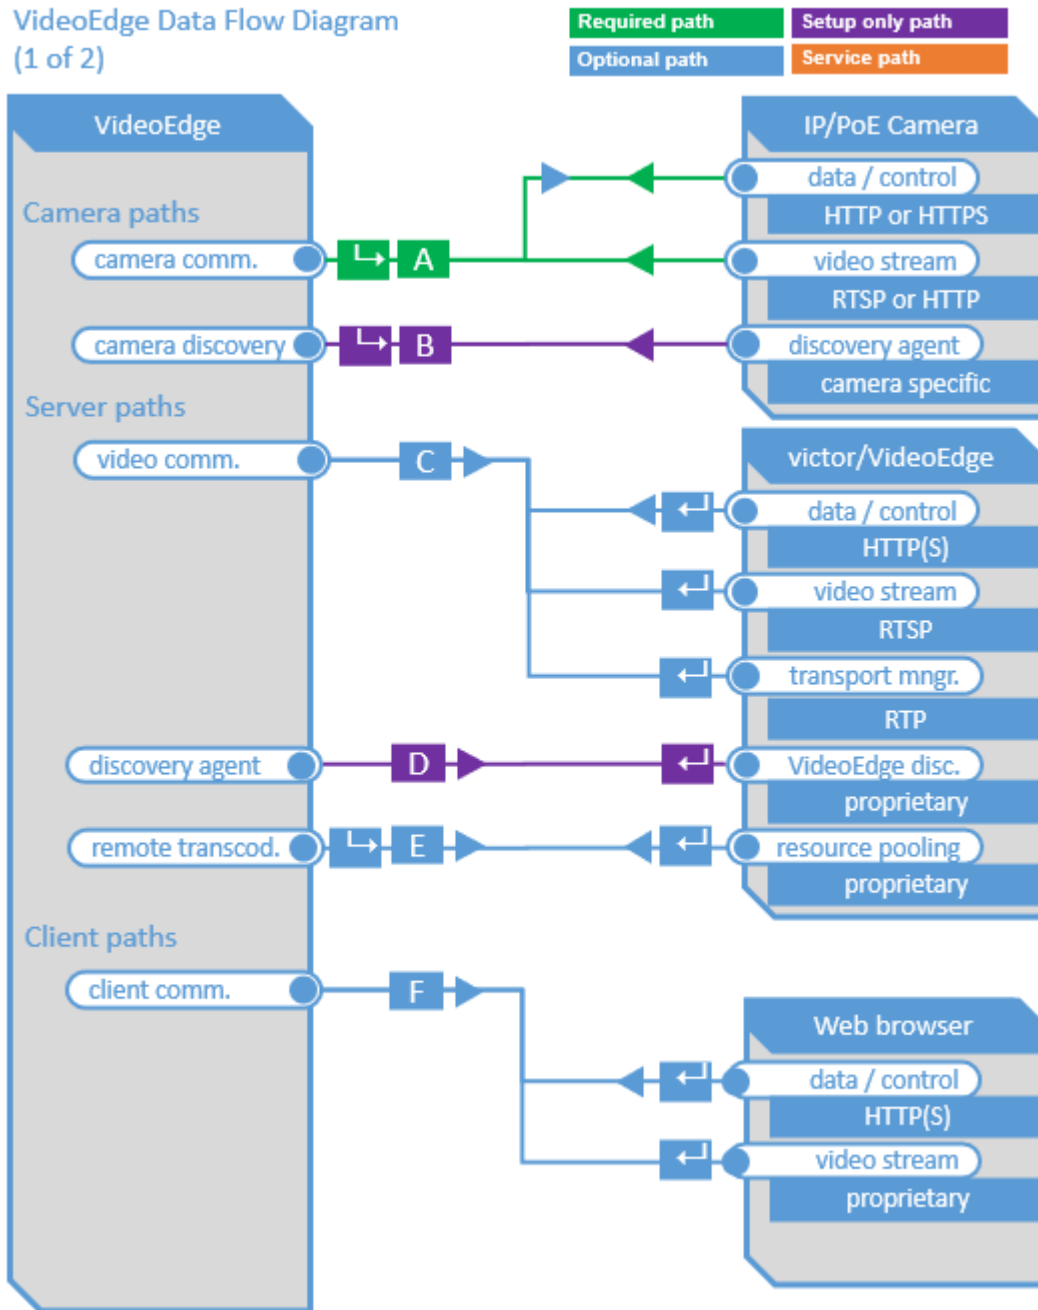 VideoEdge Data Flow Diagram
(1 of 2)
Required path
Setup only path
Optional path
Service path
VideoEdge
Camera paths
camera comm.
A
camera discovery
B
Server paths
video comm.
C
discovery agent
D
remote transcod.
E
Client paths
client comm.
F
IP/PoE Camera
data / control
HTTP or HTTPS
video stream
RTSP or HTTP
discovery agent
camera specific
victor/VideoEdge
data / control
HTTP(S)
video stream
RTSP
transport mngr.
RTP
VideoEdge disc.
proprietary
resource pooling
proprietary
Web browser
data / control
HTTP(S)
video stream
proprietary